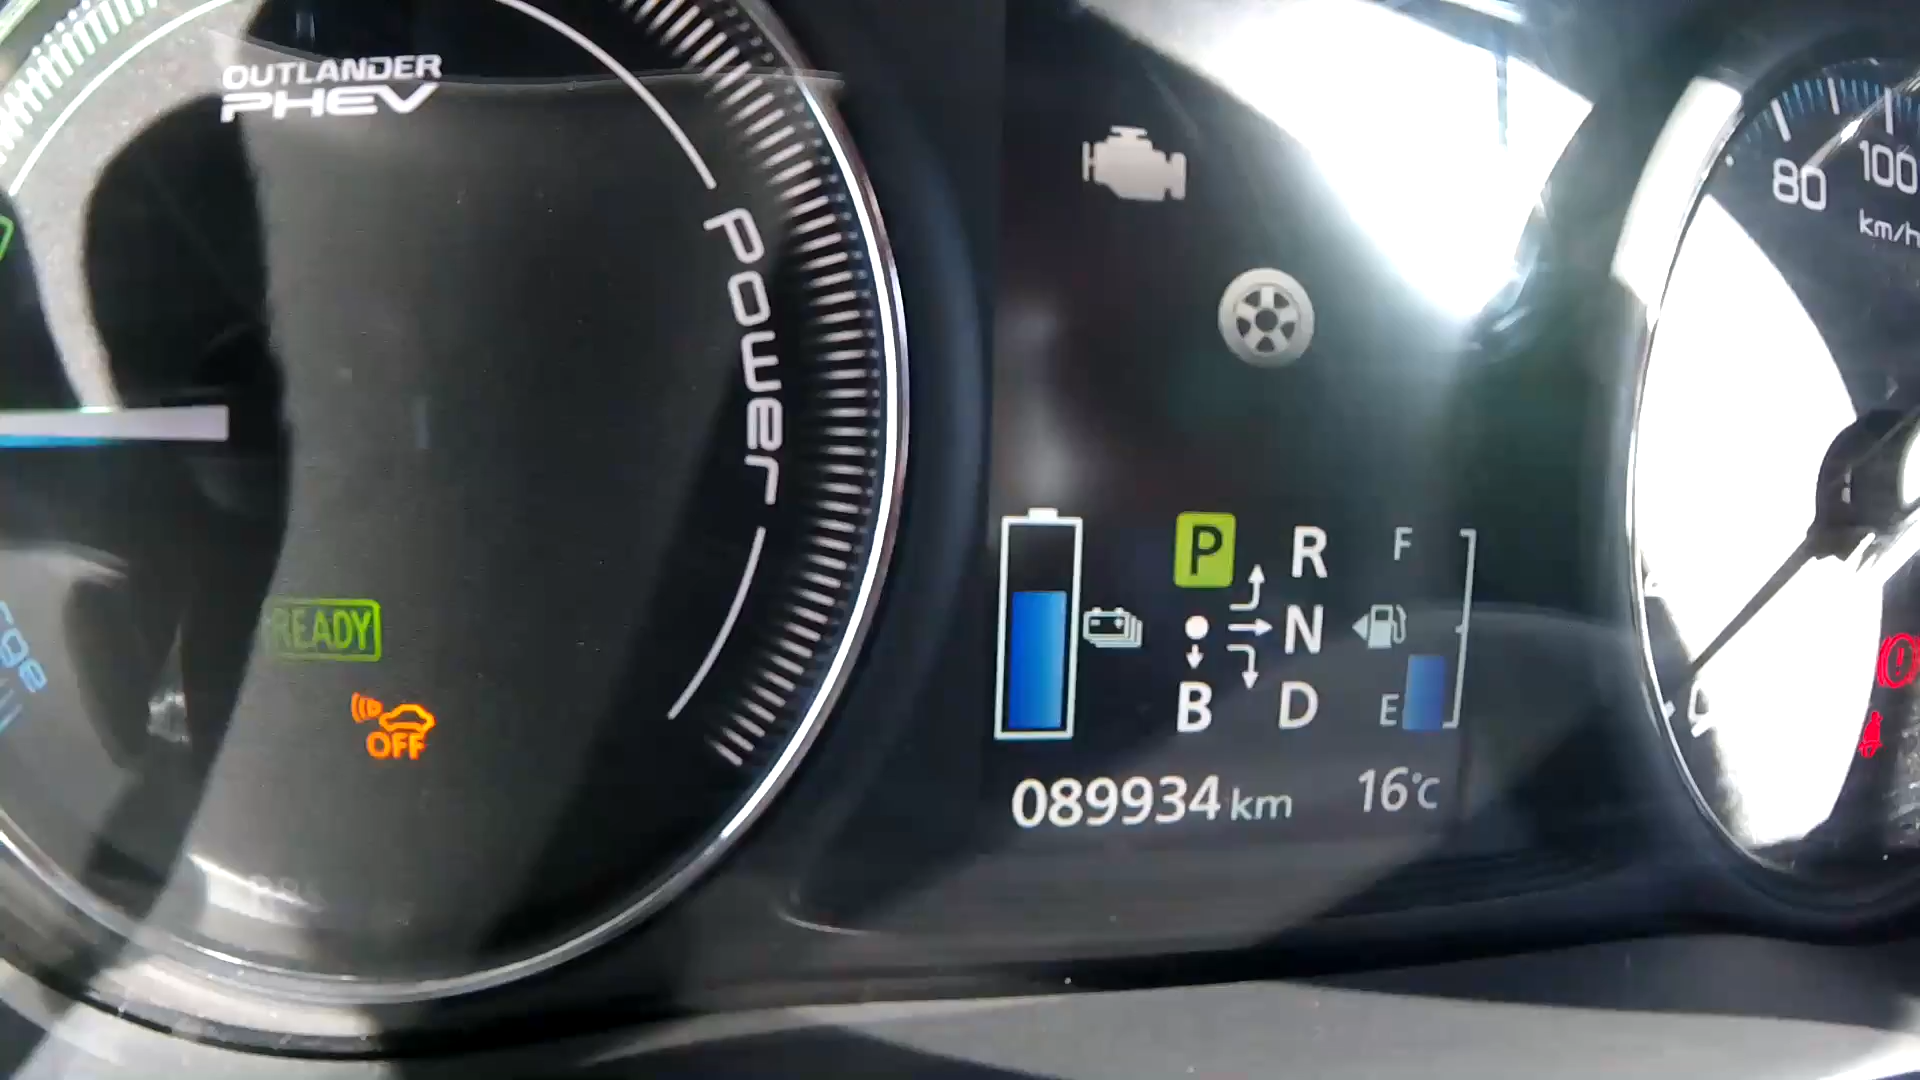 OUTLANDER
PHEV
Power
READY
OFF
80
100
km/h
P R F
N
B D E
089934 km 16°C